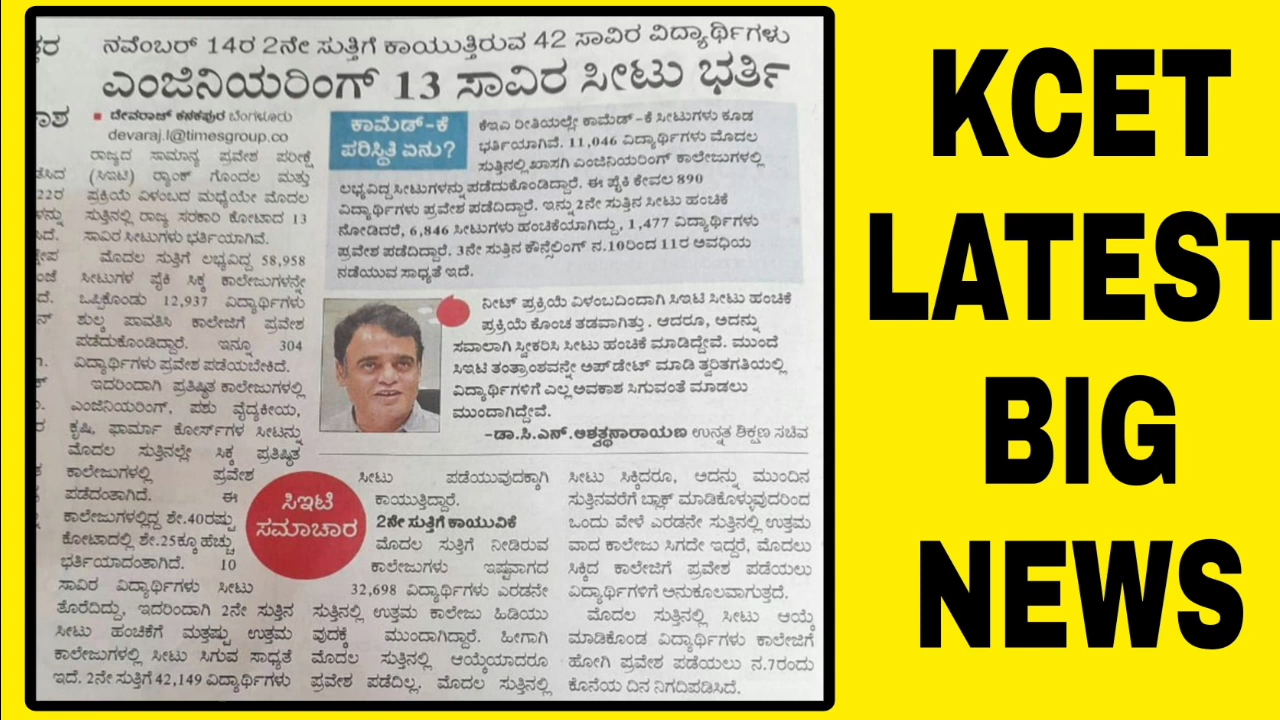 ನವೆಂಬರ್ 14ರ 2ನೇ ಸುತ್ತಿಗೆ ಕಾಯುತ್ತಿರುವ 42 ಸಾವಿರ ವಿದ್ಯಾರ್ಥಿಗಳು
ಎಂಜಿನಿಯರಿಂಗ್ 13 ಸಾವಿರ ಸೀಟು ಭರ್ತಿ
ದೇವರಾಜ್ ಕನಕಪುರ ಬೆಂಗಳೂರು
devaraj.l@timesgroup.co
ರಾಜ್ಯದ ಸಾಮಾನ್ಯ ಪ್ರವೇಶ ಪರೀಕ್ಷೆ
(ಸಿಇಟಿ) ರ‍್ಯಾಂಕ್ ಗೊಂದಲ ಮತ್ತು
ಪ್ರಕ್ರಿಯೆ ವಿಳಂಬದ ಮಧ್ಯೆಯೇ ಮೊದಲ
ಸುತ್ತಿನಲ್ಲಿ ರಾಜ್ಯ ಸರಕಾರಿ ಕೋಟಾದ 13
ಸಾವಿರ ಸೀಟುಗಳು ಭರ್ತಿಯಾಗಿವೆ.
ಮೊದಲ ಸುತ್ತಿಗೆ ಲಭ್ಯವಿದ್ದ 58,958
ಸೀಟುಗಳ ಪೈಕಿ ಸಿಕ್ಕ ಕಾಲೇಜುಗಳನ್ನೇ
ಒಪ್ಪಿಕೊಂಡು 12,937 ವಿದ್ಯಾರ್ಥಿಗಳು
ಶುಲ್ಕ ಪಾವತಿಸಿ ಕಾಲೇಜಿಗೆ ಪ್ರವೇಶ
ಪಡೆದುಕೊಂಡಿದ್ದಾರೆ. ಇನ್ನೂ 304
ವಿದ್ಯಾರ್ಥಿಗಳು ಪ್ರವೇಶ ಪಡೆಯಬೇಕಿದೆ.
ಇದರಿಂದಾಗಿ ಪ್ರತಿಷ್ಠಿತ ಕಾಲೇಜುಗಳಲ್ಲಿ
ಎಂಜಿನಿಯರಿಂಗ್, ಪಶು ವೈದ್ಯಕೀಯ,
ಕೃಷಿ, ಫಾರ್ಮಾ ಕೋರ್ಸ್‌ಗಳ ಸೀಟನ್ನು
ಮೊದಲ ಸುತ್ತಿನಲ್ಲೇ ಸಿಕ್ಕ ಪ್ರತಿಷ್ಠಿತ
ಕಾಲೇಜುಗಳಲ್ಲಿ ಪ್ರವೇಶ
ಪಡೆದಂತಾಗಿದೆ. ಈ
ಕಾಲೇಜುಗಳಲ್ಲಿದ್ದ ಶೇ.40ರಷ್ಟು
ಕೋಟಾದಲ್ಲಿ ಶೇ.25ಕ್ಕೂ ಹೆಚ್ಚು
ಭರ್ತಿಯಾದಂತಾಗಿದೆ. 10
ಸಾವಿರ ವಿದ್ಯಾರ್ಥಿಗಳು ಸೀಟು
ತೊರೆದಿದ್ದು, ಇದರಿಂದಾಗಿ 2ನೇ ಸುತ್ತಿನ
ಸೀಟು ಹಂಚಿಕೆಗೆ ಮತ್ತಷ್ಟು ಉತ್ತಮ
ಕಾಲೇಜುಗಳಲ್ಲಿ ಸೀಟು ಸಿಗುವ ಸಾಧ್ಯತೆ
ಇದೆ. 2ನೇ ಸುತ್ತಿಗೆ 42,149 ವಿದ್ಯಾರ್ಥಿಗಳು
ಕಾಮೆಡ್-ಕೆ
ಪರಿಸ್ಥಿತಿ ಏನು?
ಕೆಇಎ ರೀತಿಯಲ್ಲೇ ಕಾಮೆಡ್-ಕೆ ಸೀಟುಗಳು ಕೂಡ
ಭರ್ತಿಯಾಗಿವೆ. 11,046 ವಿದ್ಯಾರ್ಥಿಗಳು ಮೊದಲ
ಸುತ್ತಿನಲ್ಲಿ ಖಾಸಗಿ ಎಂಜಿನಿಯರಿಂಗ್ ಕಾಲೇಜುಗಳಲ್ಲಿ
ಲಭ್ಯವಿದ್ದ ಸೀಟುಗಳನ್ನು ಪಡೆದುಕೊಂಡಿದ್ದಾರೆ. ಈ ಪೈಕಿ ಕೇವಲ 890
ವಿದ್ಯಾರ್ಥಿಗಳು ಪ್ರವೇಶ ಪಡೆದಿದ್ದಾರೆ. ಇನ್ನು 2ನೇ ಸುತ್ತಿನ ಸೀಟು ಹಂಚಿಕೆ
ನೋಡಿದರೆ, 6,846 ಸೀಟುಗಳು ಹಂಚಿಕೆಯಾಗಿದ್ದು, 1,477 ವಿದ್ಯಾರ್ಥಿಗಳು
ಪ್ರವೇಶ ಪಡೆದಿದ್ದಾರೆ. 3ನೇ ಸುತ್ತಿನ ಕೌನ್ಸೆಲಿಂಗ್ ನ.10ರಿಂದ 11ರ ಅವಧಿಯ
ನಡೆಯುವ ಸಾಧ್ಯತೆ ಇದೆ.
ನೀಟ್ ಪ್ರಕ್ರಿಯೆ ವಿಳಂಬದಿಂದಾಗಿ ಸಿಇಟಿ ಸೀಟು ಹಂಚಿಕೆ
ಪ್ರಕ್ರಿಯೆ ಕೊಂಚ ತಡವಾಗಿತ್ತು. ಆದರೂ, ಅದನ್ನು
ಸವಾಲಾಗಿ ಸ್ವೀಕರಿಸಿ ಸೀಟು ಹಂಚಿಕೆ ಮಾಡಿದ್ದೇವೆ. ಮುಂದೆ
ಸಿಇಟಿ ತಂತ್ರಾಂಶವನ್ನೇ ಅಪ್‌ಡೇಟ್ ಮಾಡಿ ತ್ವರಿತಗತಿಯಲ್ಲಿ
ವಿದ್ಯಾರ್ಥಿಗಳಿಗೆ ಎಲ್ಲ ಅವಕಾಶ ಸಿಗುವಂತೆ ಮಾಡಲು
ಮುಂದಾಗಿದ್ದೇವೆ.
-ಡಾ.ಸಿ.ಎನ್.ಅಶ್ವತ್ಥನಾರಾಯಣ ಉನ್ನತ ಶಿಕ್ಷಣ ಸಚಿವ
ಸಿಇಟಿ
ಸಮಾಚಾರ
ಸೀಟು ಪಡೆಯುವುದಕ್ಕಾಗಿ
ಕಾಯುತ್ತಿದ್ದಾರೆ.
2ನೇ ಸುತ್ತಿಗೆ ಕಾಯುವಿಕೆ
ಮೊದಲ ಸುತ್ತಿಗೆ ನೀಡಿರುವ
ಕಾಲೇಜುಗಳು ಇಷ್ಟವಾಗದ
32,698 ವಿದ್ಯಾರ್ಥಿಗಳು ಎರಡನೇ
ಸುತ್ತಿನಲ್ಲಿ ಉತ್ತಮ ಕಾಲೇಜು ಹಿಡಿಯು
ವುದಕ್ಕೆ ಮುಂದಾಗಿದ್ದಾರೆ. ಹೀಗಾಗಿ
ಮೊದಲ ಸುತ್ತಿನಲ್ಲಿ ಆಯ್ಕೆಯಾದರೂ
ಪ್ರವೇಶ ಪಡೆದಿಲ್ಲ. ಮೊದಲ ಸುತ್ತಿನಲ್ಲಿ
ಸೀಟು ಸಿಕ್ಕಿದರೂ, ಅದನ್ನು ಮುಂದಿನ
ಸುತ್ತಿನವರೆಗೆ ಬ್ಲಾಕ್ ಮಾಡಿಕೊಳ್ಳುವುದರಿಂದ
ಒಂದು ವೇಳೆ ಎರಡನೇ ಸುತ್ತಿನಲ್ಲಿ ಉತ್ತಮ
ವಾದ ಕಾಲೇಜು ಸಿಗದೇ ಇದ್ದರೆ, ಮೊದಲು
ಸಿಕ್ಕಿದ ಕಾಲೇಜಿಗೆ ಪ್ರವೇಶ ಪಡೆಯಲು
ವಿದ್ಯಾರ್ಥಿಗಳಿಗೆ ಅನುಕೂಲವಾಗುತ್ತದೆ.
ಮೊದಲ ಸುತ್ತಿನಲ್ಲಿ ಸೀಟು ಆಯ್ಕೆ
ಮಾಡಿಕೊಂಡ ವಿದ್ಯಾರ್ಥಿಗಳು ಕಾಲೇಜಿಗೆ
ಹೋಗಿ ಪ್ರವೇಶ ಪಡೆಯಲು ನ.7ರಂದು
ಕೊನೆಯ ದಿನ ನಿಗದಿಪಡಿಸಿದೆ.
KCET
LATEST
BIG
NEWS